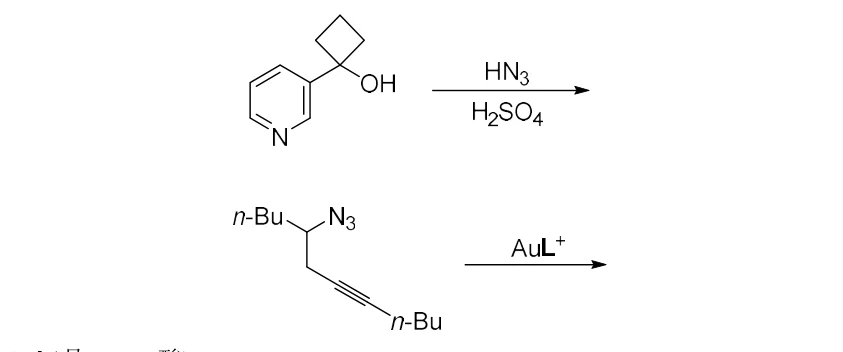 OH
HN3
H2SO4
N
n-Bu N3
AuL+
n-Bu